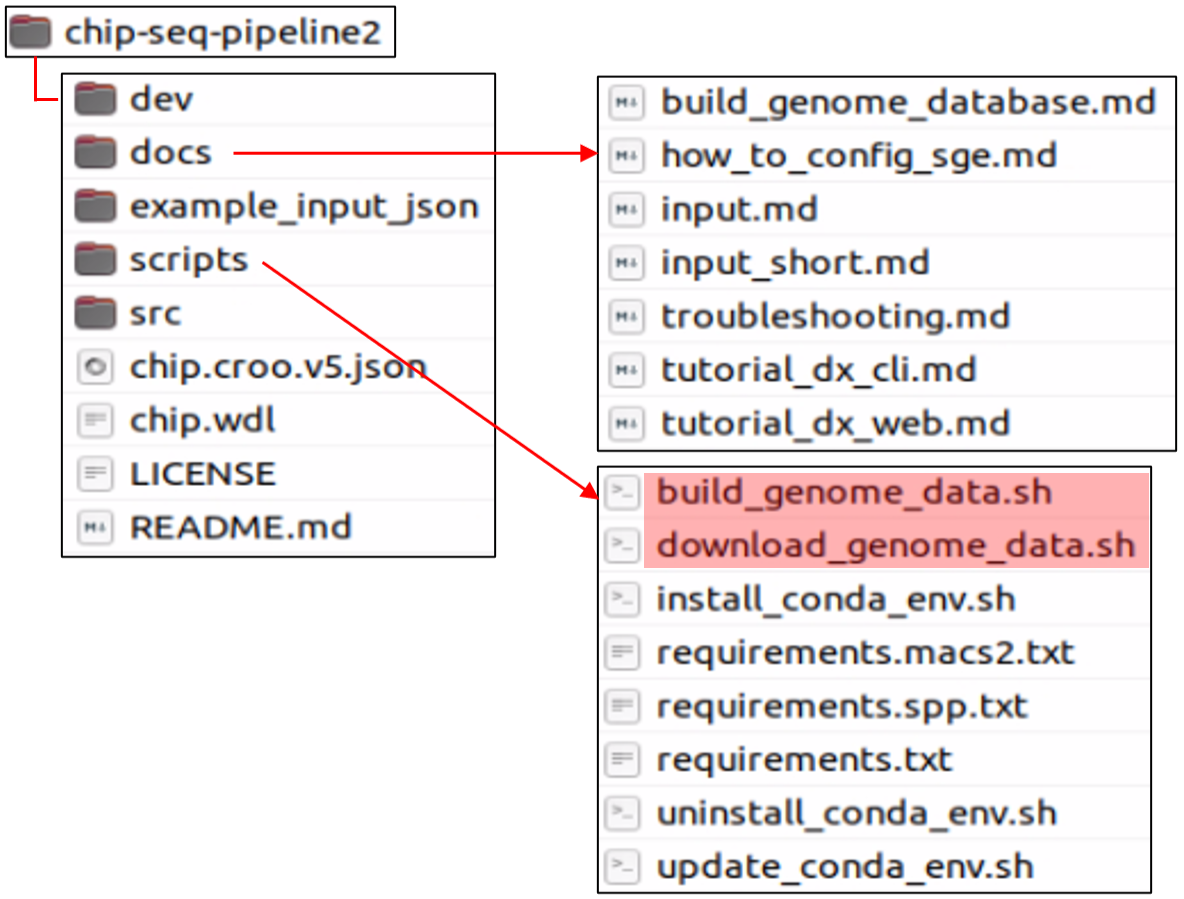 chip-seq-pipeline2
dev
docs
example_input_json
scripts
src
chip.croo.v5.json
chip.wdl
LICENSE
README.md
build_genome_database.md
how_to_config_sge.md
input.md
input_short.md
troubleshooting.md
tutorial_dx_cli.md
tutorial_dx_web.md
build_genome_data.sh
download_genome_data.sh
install_conda_env.sh
requirements.macs2.txt
requirements.spp.txt
requirements.txt
uninstall_conda_env.sh
update_conda_env.sh